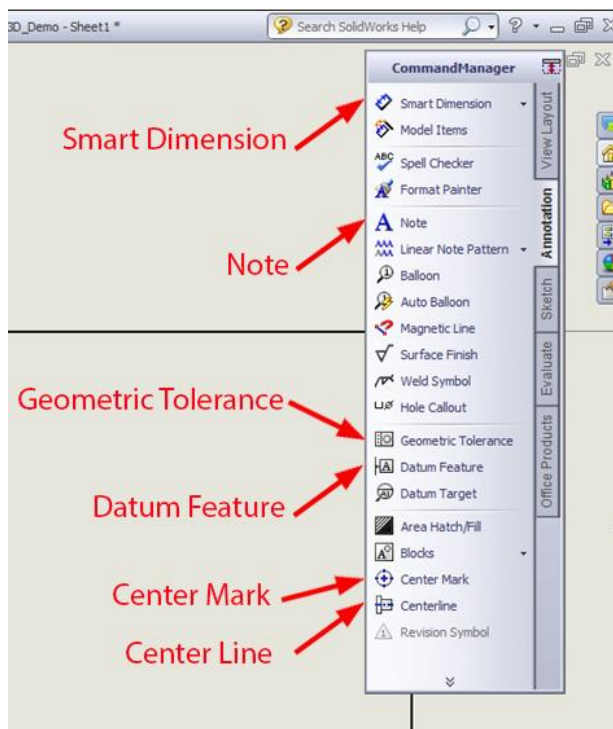 3D_Demo - Sheet1 *
Search SolidWorks Help
CommandManager
Smart Dimension
Model Items
ABC
Spell Checker
Format Painter
A Note
Linear Note Pattern
Balloon
Auto Balloon
Magnetic Line
Surface Finish
Weld Symbol
Hole Callout
Geometric Tolerance
A Datum Feature
A1 Datum Target
Area Hatch/Fill
A Blocks
Center Mark
Centerline
Revision Symbol
View Layout
Annotation
Sketch
Evaluate
Office Products
Smart Dimension
Note
Geometric Tolerance
Datum Feature
Center Mark
Center Line